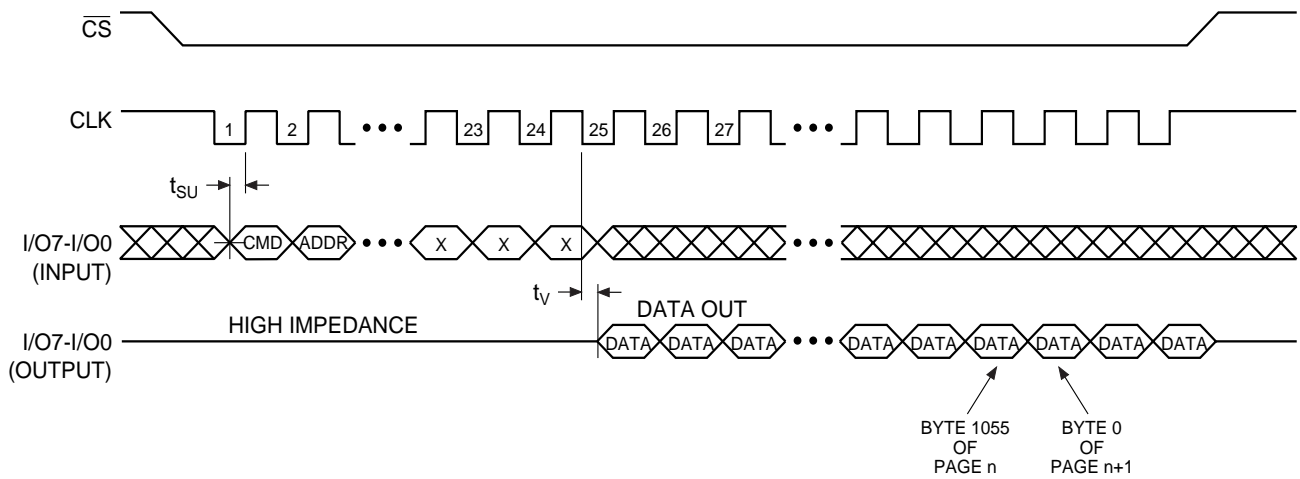 CS
CLK
1 2 ••• 23 24 25 26 27 •••
tSU
I/O7-I/O0
(INPUT)
CMD ADDR ••• X X X •••
tV
DATA OUT
HIGH IMPEDANCE
I/O7-I/O0
(OUTPUT)
DATA DATA DATA ••• DATA DATA DATA DATA DATA DATA
BYTE 1055
OF
PAGE n
BYTE 0
OF
PAGE n+1